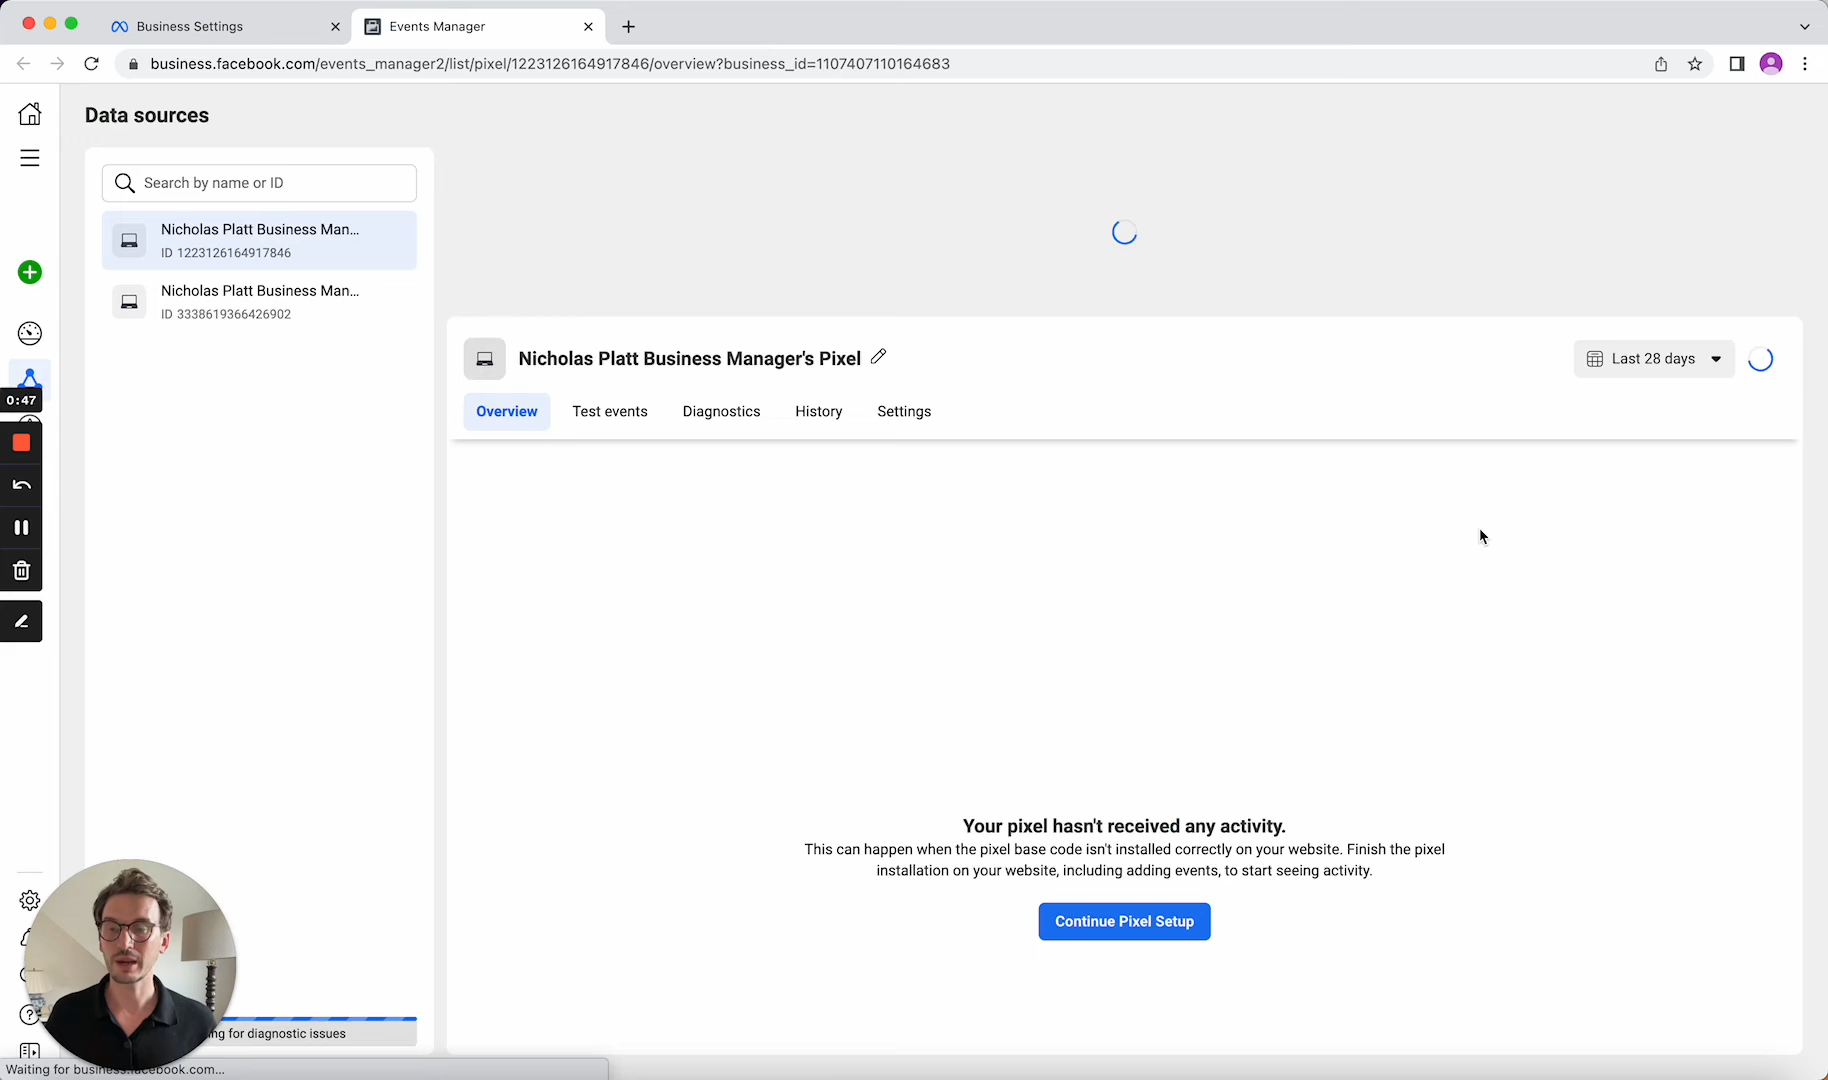 Business Settings
Events Manager
business.facebook.com/events_manager2/list/pixel/1223126164917846/overview?business_id=1107407110164683
Data sources
Search by name or ID
Nicholas Platt Business Man...
ID 1223126164917846
Nicholas Platt Business Man...
ID 3338619366426902
0:47
Nicholas Platt Business Manager's Pixel
Last 28 days
Overview
Test events
Diagnostics
History
Settings
Your pixel hasn't received any activity.
This can happen when the pixel base code isn't installed correctly on your website. Finish the pixel
installation on your website, including adding events, to start seeing activity.
Continue Pixel Setup
for diagnostic issues
Waiting for business.facebook.com...